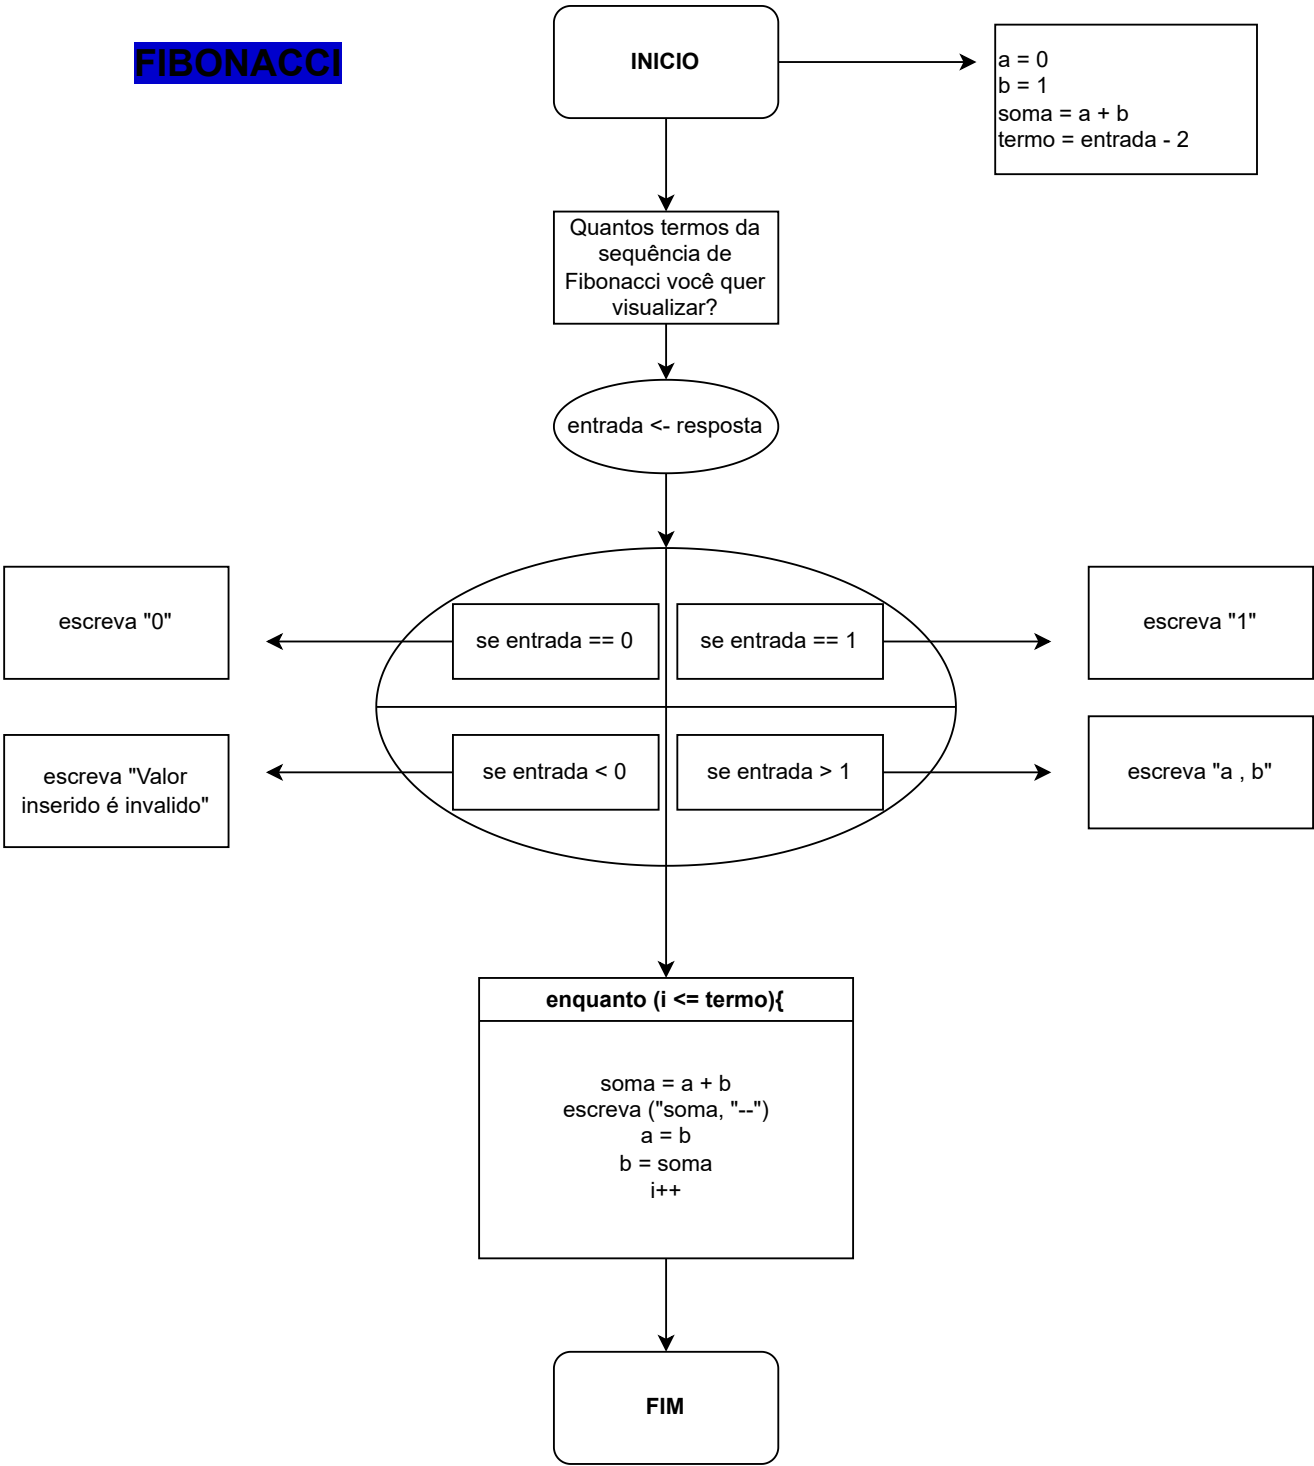 FIBONACCI
INICIO
a = 0
b = 1
soma = a + b
termo = entrada - 2
Quantos termos da
sequência de
Fibonacci você quer
visualizar?
entrada <- resposta
escreva "0"
se entrada == 0
se entrada == 1
escreva "1"
escreva "Valor
inserido é invalido"
se entrada < 0
se entrada > 1
escreva "a , b"
enquanto (i <= termo){
soma = a + b
escreva ("soma, "--")
a = b
b = soma
i++
FIM